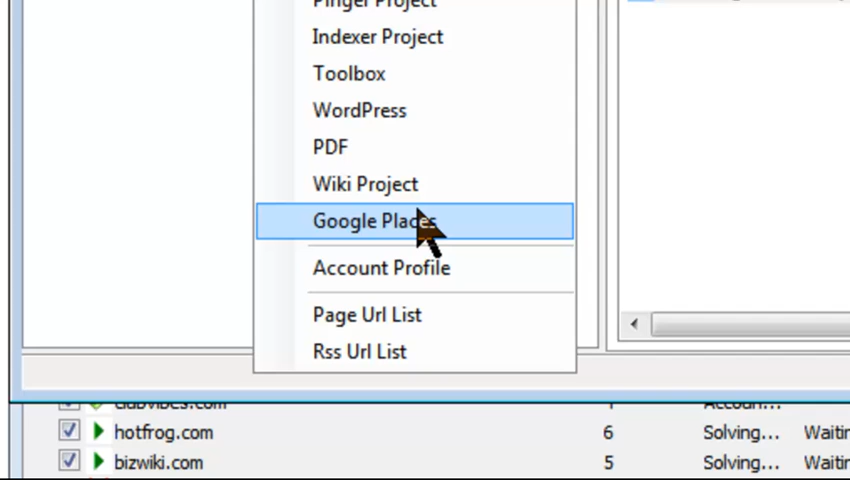 Pinger Project
Indexer Project
Toolbox
WordPress
PDF
Wiki Project
Google Places
Account Profile
Page Url List
Rss Url List
clubvibes.com
hotfrog.com 6 Solving... Waitin
bizwiki.com 5 Solving... Waitin